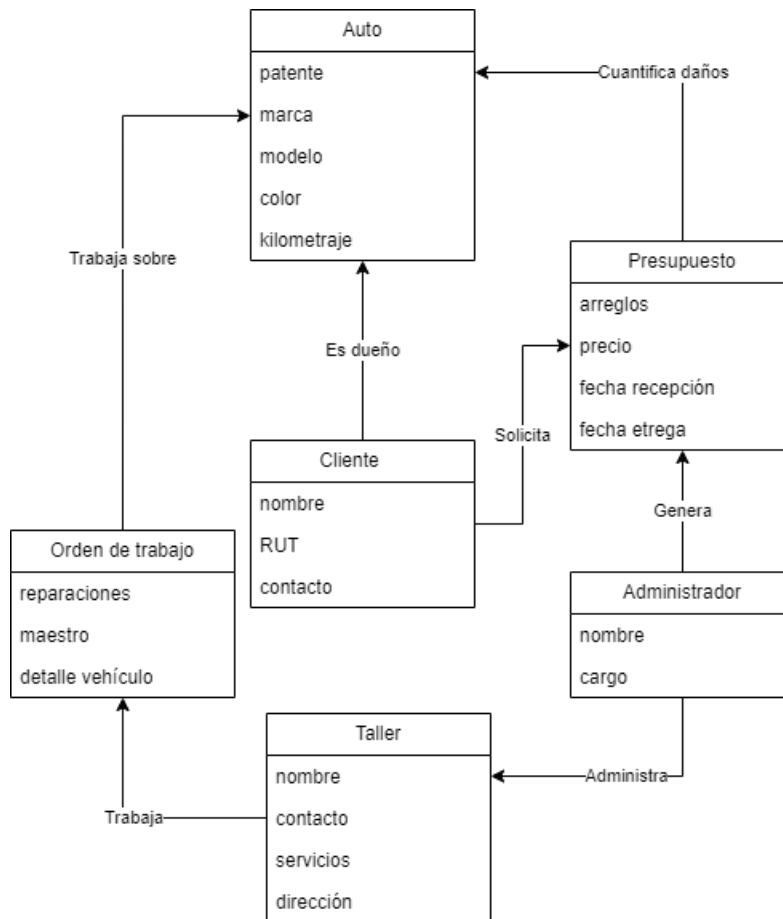 Auto
patente
marca
modelo
color
kilometraje
Cuantifica daños
Trabaja sobre
Es dueño
Presupuesto
arreglos
precio
fecha recepción
fecha etrega
Solicita
Cliente
nombre
RUT
contacto
Genera
Orden de trabajo
reparaciones
maestro
detalle vehículo
Administrador
nombre
cargo
Taller
nombre
contacto
servicios
dirección
Trabaja
Administra